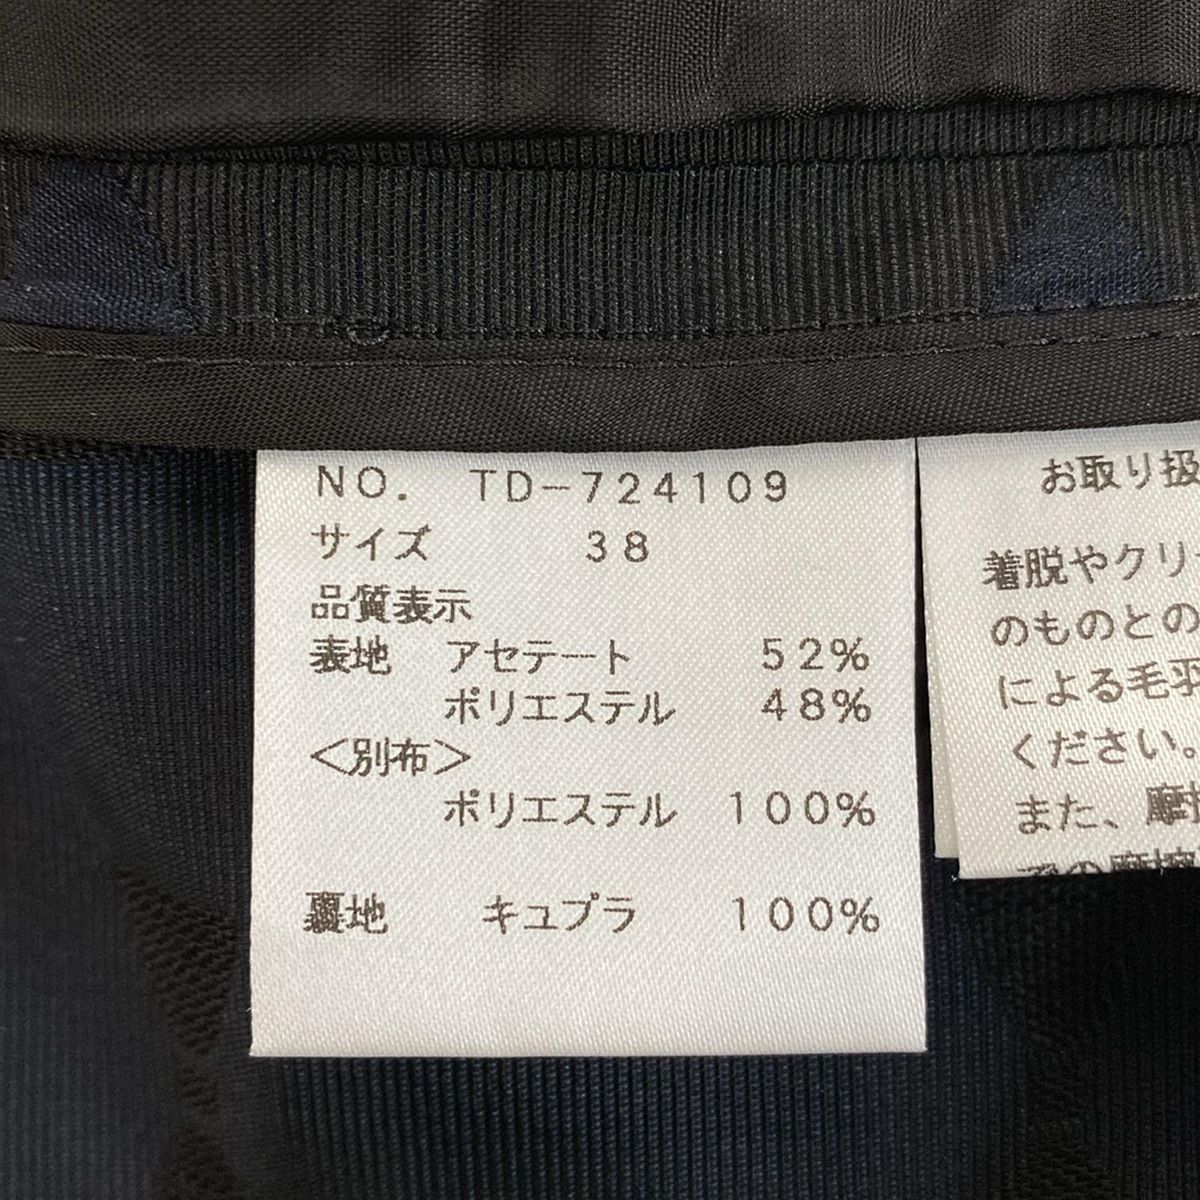 NO. TD-724109
サイズ 38
品質表示
表地 アセテート 52%
ポリエステル 48%
<別布>
ポリエステル 100%
裏地 キュプラ 100%
お取り扱
着脱やクリ
のものとの
による毛羽
ください。
また、摩
での摩擦